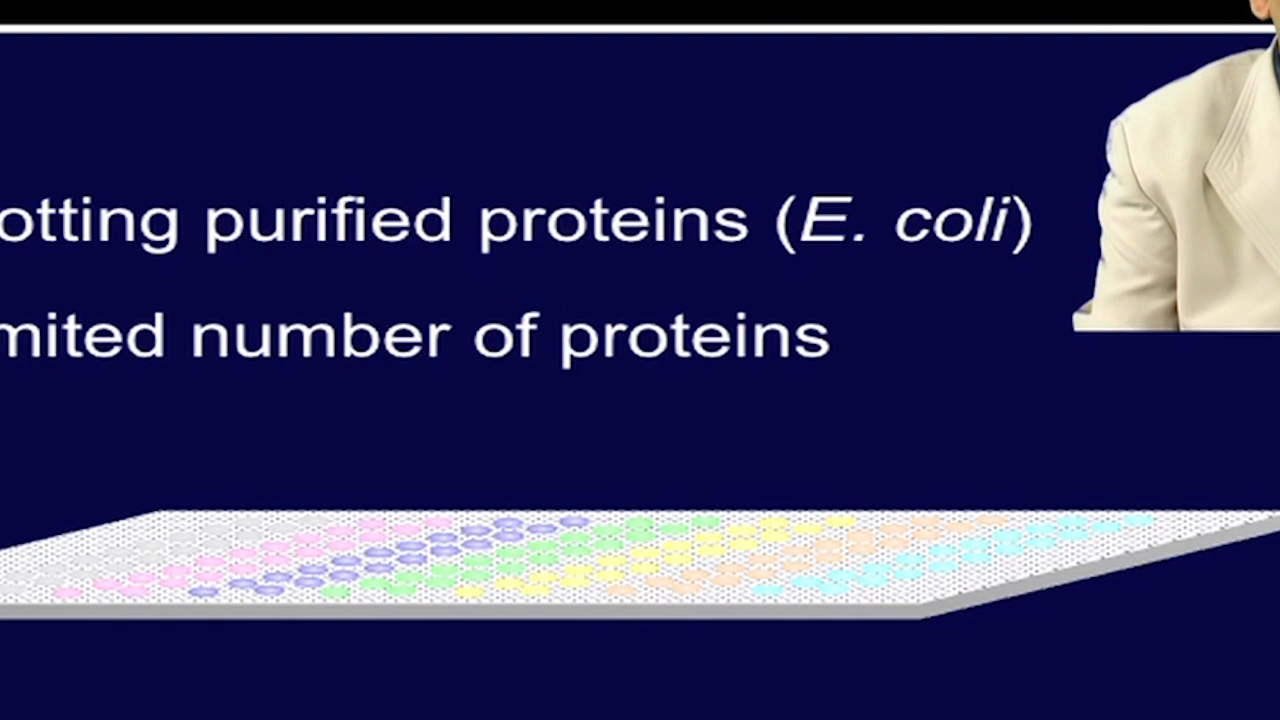 otting purified proteins (E. coli)
mited number of proteins